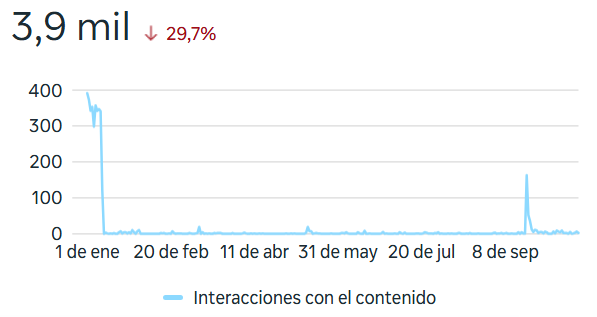 3,9 mil ↓ 29,7%
400
300
200
100
0
1 de ene 20 de feb 11 de abr 31 de may 20 de jul 8 de sep
Interacciones con el contenido